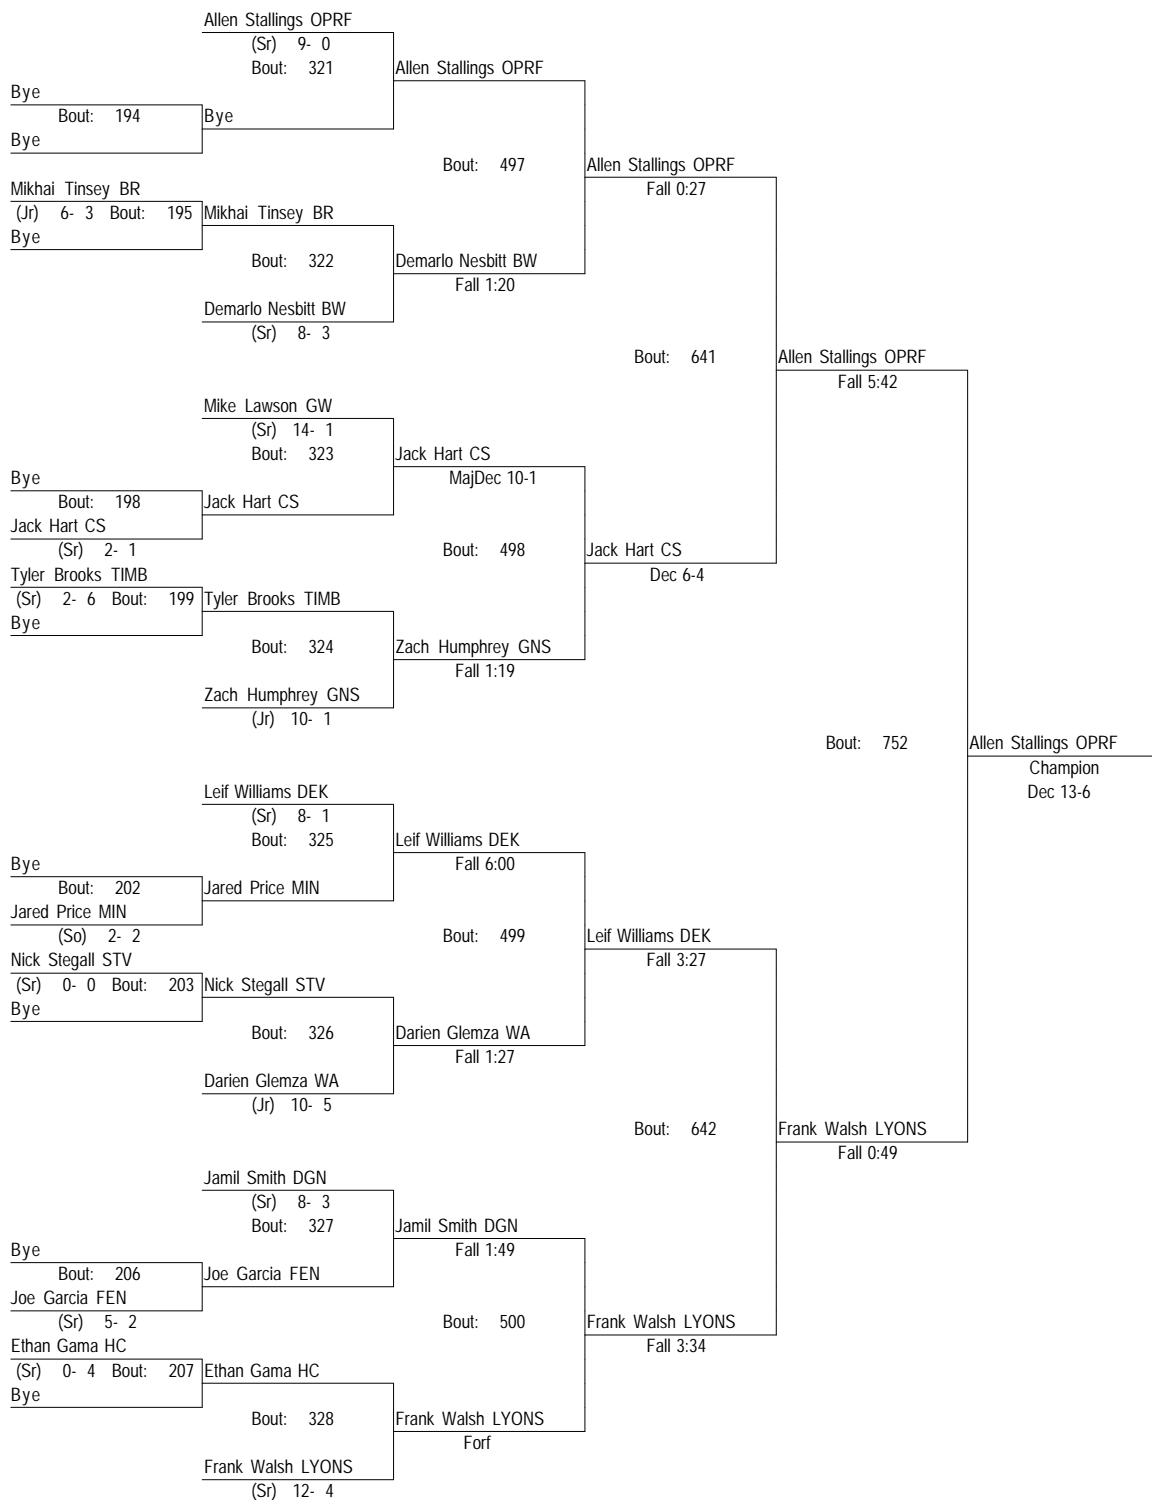 Allen Stallings OPRF
(Sr) 9- 0
Bout: 321 Allen Stallings OPRF
Bye
Bout: 194 Bye
Bye
Bout: 497 Allen Stallings OPRF
Mikhai Tinsey BR Fall 0:27
(Jr) 6- 3 Bout: 195 Mikhai Tinsey BR
Bye
Bout: 322 Demarlo Nesbitt BW
Fall 1:20
Demarlo Nesbitt BW
(Sr) 8- 3
Bout: 641 Allen Stallings OPRF
Fall 5:42
Mike Lawson GW
(Sr) 14- 1
Bout: 323 Jack Hart CS
Bye MajDec 10-1
Bout: 198 Jack Hart CS
Jack Hart CS
(Sr) 2- 1 Bout: 498 Jack Hart CS
Tyler Brooks TIMB Dec 6-4
(Sr) 2- 6 Bout: 199 Tyler Brooks TIMB
Bye
Bout: 324 Zach Humphrey GNS
Fall 1:19
Zach Humphrey GNS
(Jr) 10- 1
Bout: 752 Allen Stallings OPRF
Champion
Leif Williams DEK Dec 13-6
(Sr) 8- 1
Bout: 325 Leif Williams DEK
Bye Fall 6:00
Bout: 202 Jared Price MIN
Jared Price MIN
(So) 2- 2 Bout: 499 Leif Williams DEK
Nick Stegall STV Fall 3:27
(Sr) 0- 0 Bout: 203 Nick Stegall STV
Bye
Bout: 326 Darien Glemza WA
Fall 1:27
Darien Glemza WA
(Jr) 10- 5
Bout: 642 Frank Walsh LYONS
Fall 0:49
Jamil Smith DGN
(Sr) 8- 3
Bout: 327 Jamil Smith DGN
Bye Fall 1:49
Bout: 206 Joe Garcia FEN
Joe Garcia FEN
(Sr) 5- 2 Bout: 500 Frank Walsh LYONS
Ethan Gama HC Fall 3:34
(Sr) 0- 4 Bout: 207 Ethan Gama HC
Bye
Bout: 328 Frank Walsh LYONS
Forf
Frank Walsh LYONS
(Sr) 12- 4